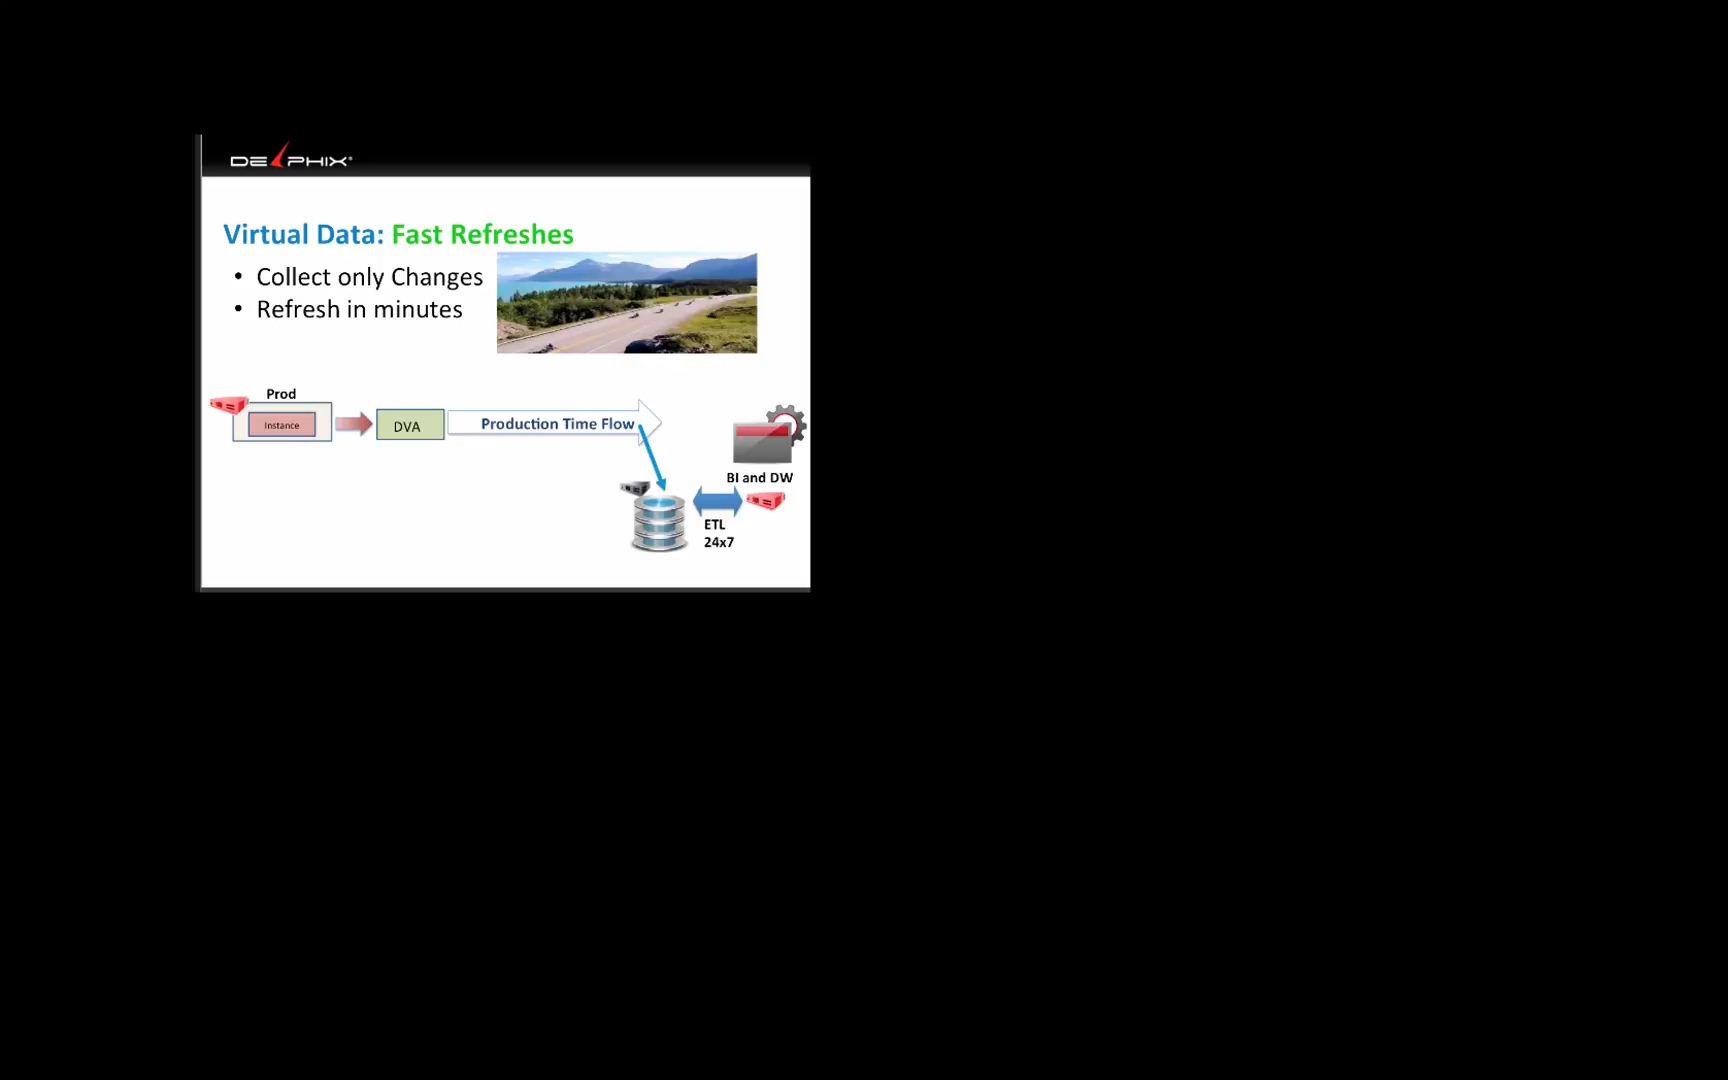 DELPHIX®
Virtual Data: Fast Refreshes
• Collect only Changes
• Refresh in minutes
Prod
Instance
DVA
Production Time Flow
BI and DW
ETL
24x7